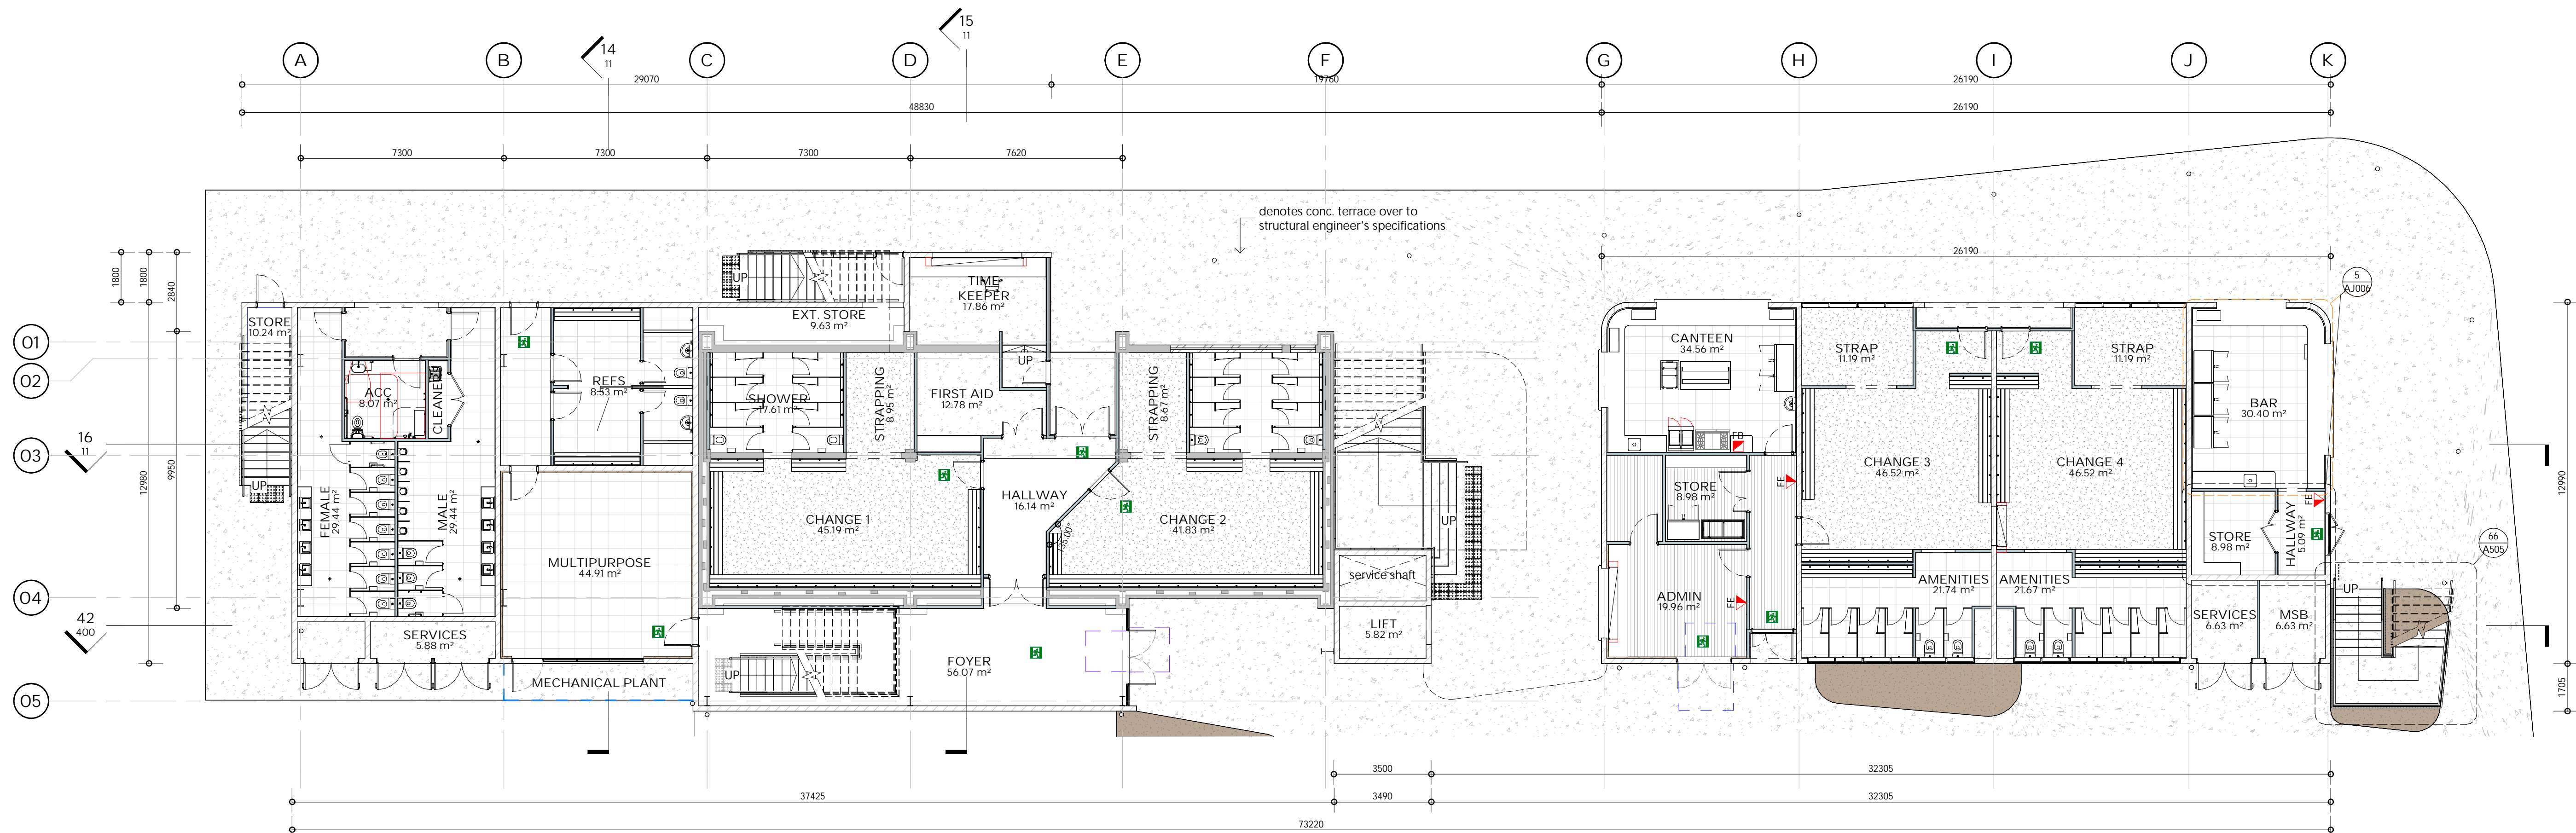 15
11
14
11
A
B
C
D
E
F
G
H
I
J
K
29070
19760
26190
48830
26190
7300
7300
7300
7620
denotes conc. terrace over to
structural engineer's specifications
26190
1800
1800
2840
12980
9950
12990
1705
5
AJ006
66
A505
01
02
03
04
05
16
11
42
400
STORE
10.24 m²
UP
ACC
8.07 m²
CLEANER
FEMALE
29.44 m²
MALE
29.44 m²
SERVICES
5.88 m²
REFS
8.53 m²
MULTIPURPOSE
44.91 m²
MECHANICAL PLANT
UP
EXT. STORE
9.63 m²
TIME
KEEPER
17.86 m²
UP
SHOWER
17.61 m²
STRAPPING
8.95 m²
FIRST AID
12.78 m²
STRAPPING
8.67 m²
CHANGE 1
45.19 m²
HALLWAY
16.14 m²
135.00°
CHANGE 2
41.83 m²
UP
FOYER
56.07 m²
UP
service shaft
LIFT
5.82 m²
CANTEEN
34.56 m²
FB
STORE
8.98 m²
FE
ADMIN
19.96 m²
FE
STRAP
11.19 m²
STRAP
11.19 m²
CHANGE 3
46.52 m²
CHANGE 4
46.52 m²
AMENITIES
21.74 m²
AMENITIES
21.67 m²
BAR
30.40 m²
FE
STORE
8.98 m²
HALLWAY
5.09 m²
SERVICES
6.63 m²
MSB
6.63 m²
UP
3500
32305
37425
3490
32305
73220